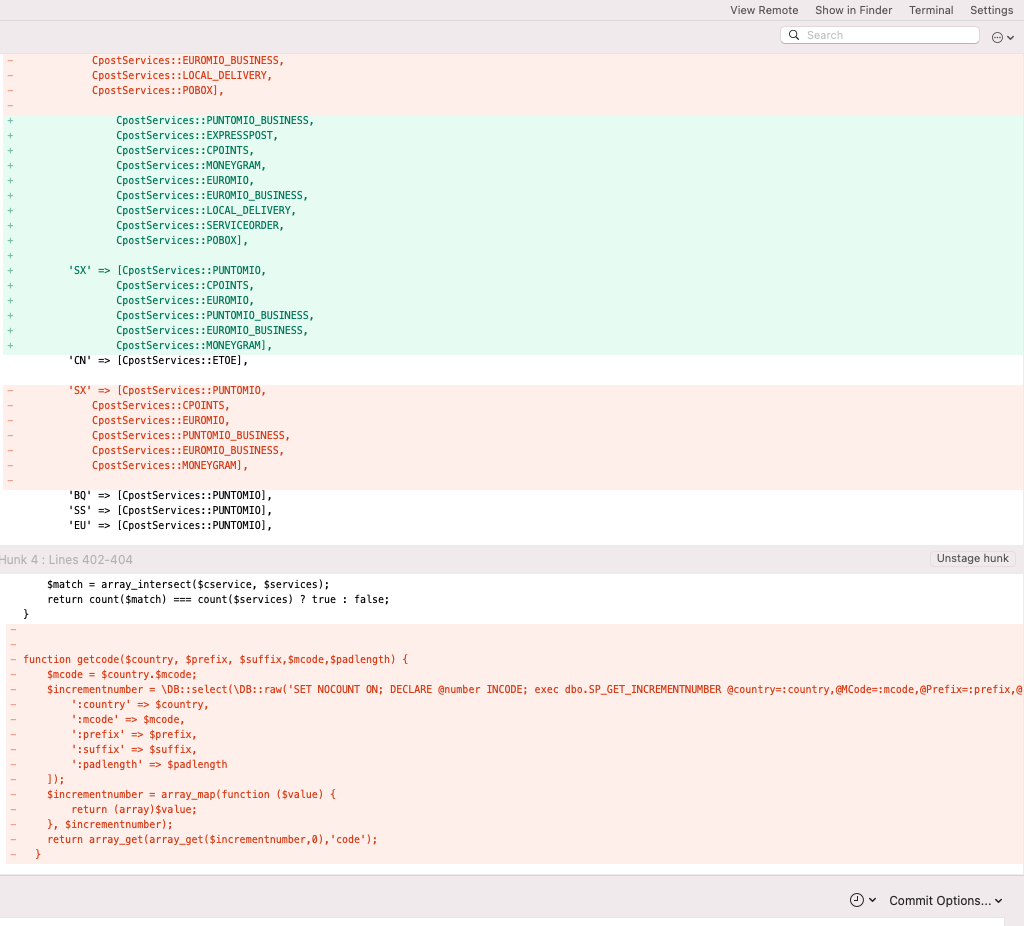 View Remote Show in Finder Terminal Settings
Search
- CpostServices::EUROMIO_BUSINESS,
- CpostServices::LOCAL_DELIVERY,
- CpostServices::POBOX],
-
+ CpostServices::PUNTOMIO_BUSINESS,
+ CpostServices::EXPRESSPOST,
+ CpostServices::CPOINTS,
+ CpostServices::MONEYGRAM,
+ CpostServices::EUROMIO,
+ CpostServices::EUROMIO_BUSINESS,
+ CpostServices::LOCAL_DELIVERY,
+ CpostServices::SERVICEORDER,
+ CpostServices::POBOX],
+
+ 'SX' => [CpostServices::PUNTOMIO,
+ CpostServices::CPOINTS,
+ CpostServices::EUROMIO,
+ CpostServices::PUNTOMIO_BUSINESS,
+ CpostServices::EUROMIO_BUSINESS,
+ CpostServices::MONEYGRAM],
'CN' => [CpostServices::ETOE],
- 'SX' => [CpostServices::PUNTOMIO,
- CpostServices::CPOINTS,
- CpostServices::EUROMIO,
- CpostServices::PUNTOMIO_BUSINESS,
- CpostServices::EUROMIO_BUSINESS,
- CpostServices::MONEYGRAM],
-
'BQ' => [CpostServices::PUNTOMIO],
'SS' => [CpostServices::PUNTOMIO],
'EU' => [CpostServices::PUNTOMIO],
Hunk 4 : Lines 402-404 Unstage hunk
$match = array_intersect($cservice, $services);
return count($match) === count($services) ? true : false;
}
-
-
- function getcode($country, $prefix, $suffix,$mcode,$padlength) {
- $mcode = $country.$mcode;
- $incrementnumber = \DB::select(\DB::raw('SET NOCOUNT ON; DECLARE @number INCODE; exec dbo.SP_GET_INCREMENTNUMBER @country=:country,@MCode=:mcode,@Prefix=:prefix,@
- ':country' => $country,
- ':mcode' => $mcode,
- ':prefix' => $prefix,
- ':suffix' => $suffix,
- ':padlength' => $padlength
- ]);
- $incrementnumber = array_map(function ($value) {
- return (array)$value;
- }, $incrementnumber);
- return array_get(array_get($incrementnumber,0),'code');
- }
Commit Options...